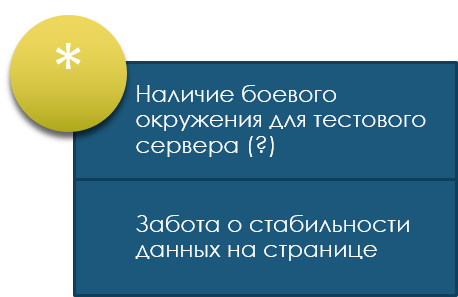 *
Наличие боевого
окружения для тестового
сервера (?)
Забота о стабильности
данных на странице